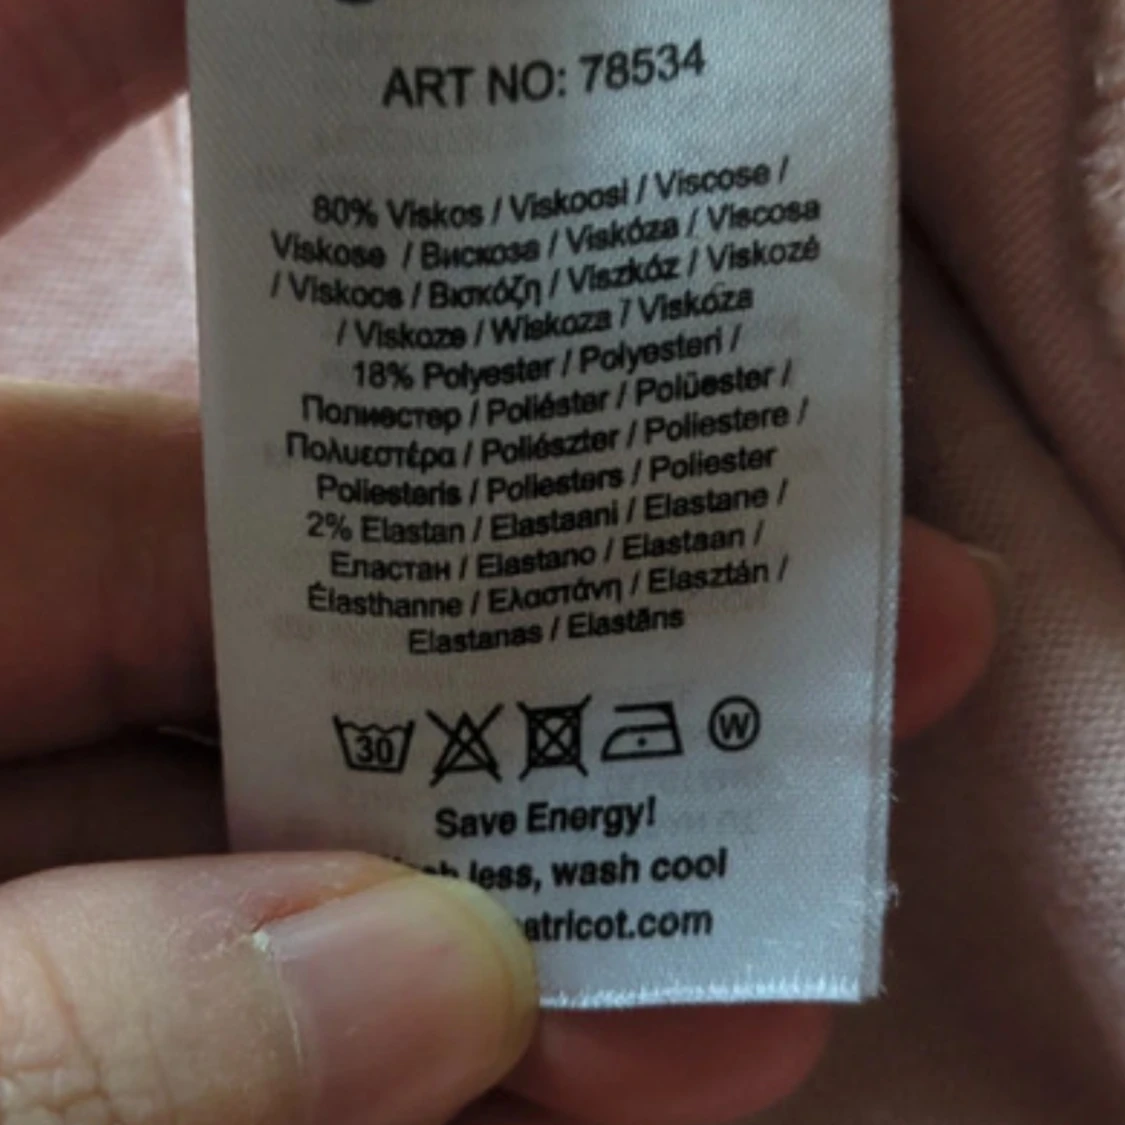 ART NO: 78534
80% Viskos / Viskoosi / Viscose /
Viskose / Вискоза / Viskóza / Viscosa
/ Viskoos / Βισκόζη / Viszkóz / Viskozė
/ Viskoze / Wiskoza / Viskóza
18% Polyester / Polyesteri /
Полиестер / Poliéster / Polüester /
Πολυεστέρα / Poliészter / Poliestere /
Poliesteris / Poliesters / Poliester
2% Elastan / Elastaani / Elastane /
Еластан / Elastano / Elastaan /
Élasthanne / Ελαστάνη / Elasztán /
Elastanas / Elastāns
30
W
Save Energy!
less, wash cool
atricot.com